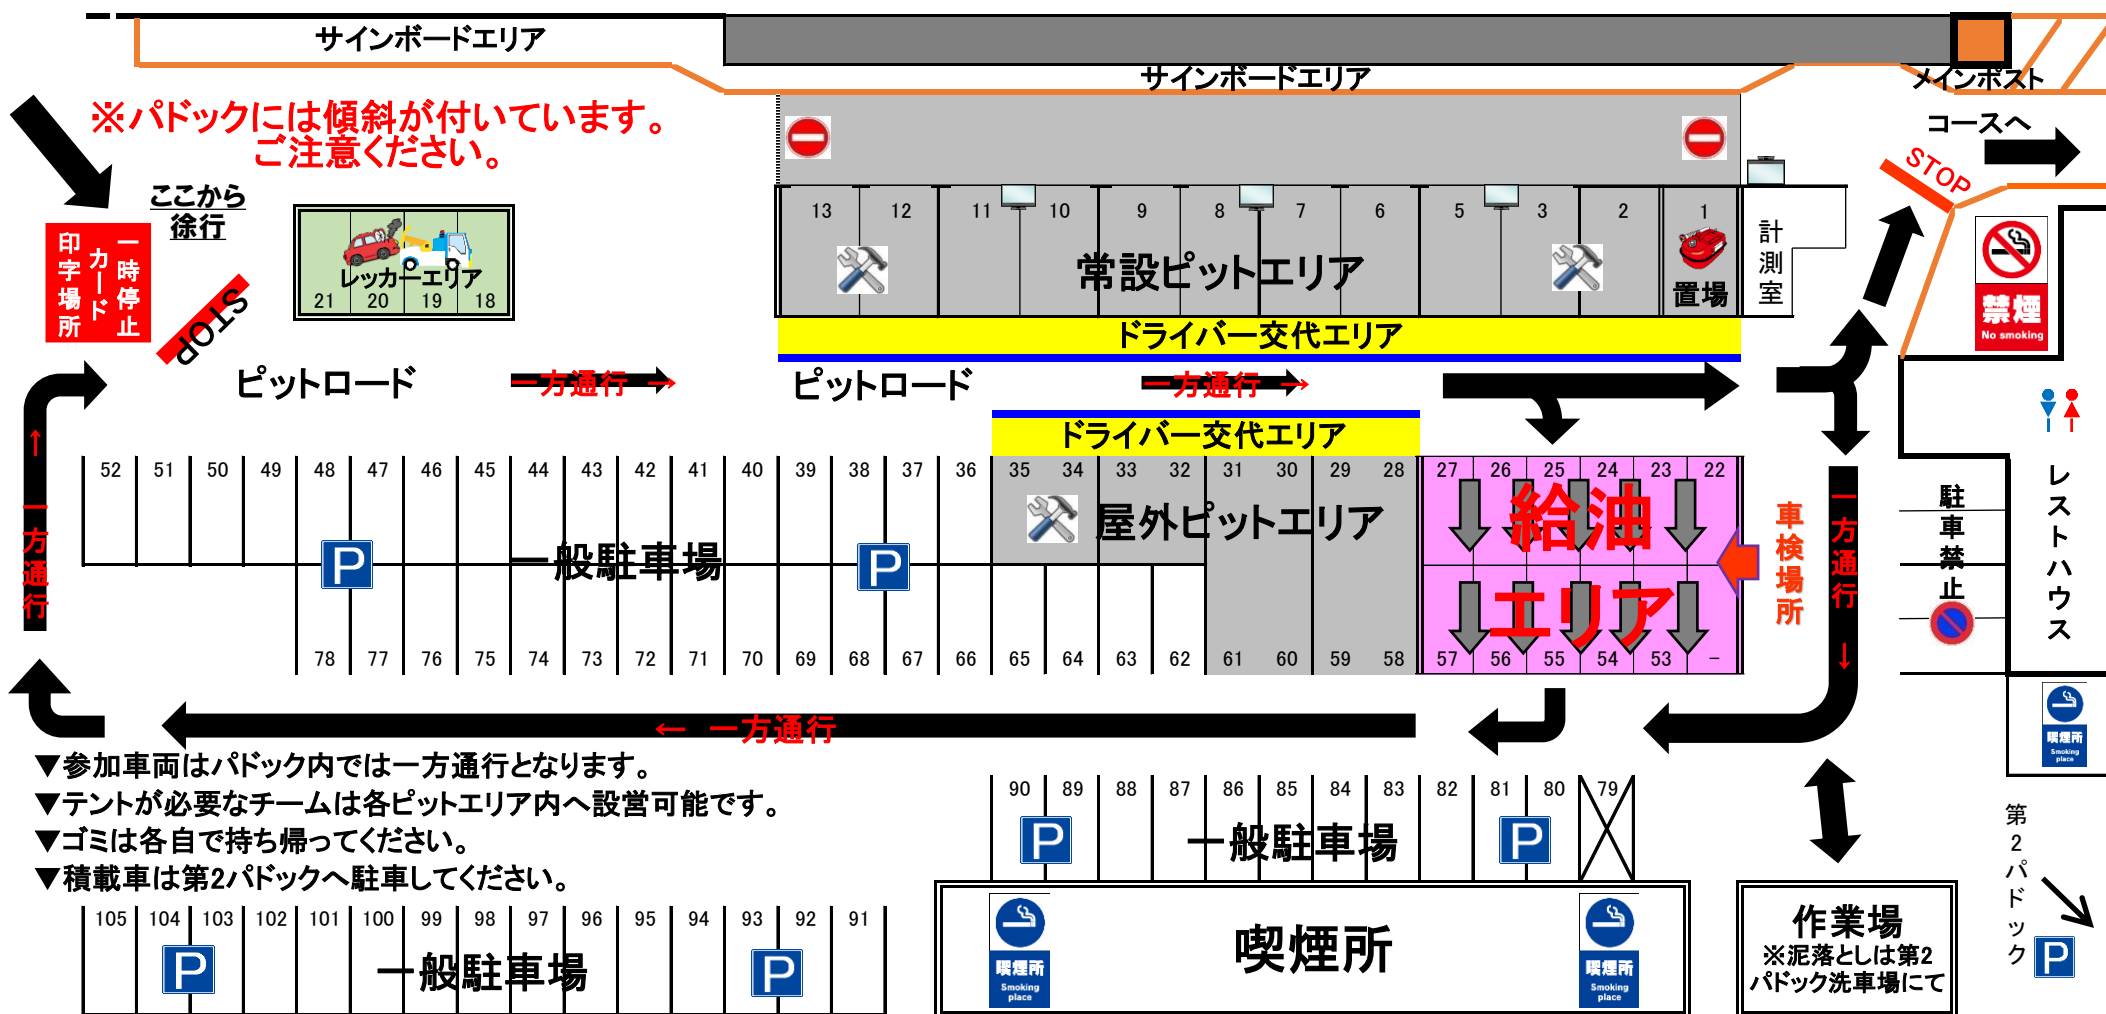 サインボードエリア
サインボードエリア
メインポスト
※パドックには傾斜が付いています。
ご注意ください。
コースへ
STOP
ここから
徐行
一時停止
カード
印字場所
STOP
レッカーエリア
21 20 19 18
13 12 11 10 9 8 7 6 5 3 2 1
常設ピットエリア
置場
計測室
禁煙
No smoking
ドライバー交代エリア
ピットロード
一方通行 →
ピットロード
一方通行 →
ドライバー交代エリア
↑ 一方通行
52 51 50 49 48 47 46 45 44 43 42 41 40 39 38 37 36 35 34 33 32 31 30 29 28 27 26 25 24 23 22
P
一般駐車場
P
屋外ピットエリア
給油
エリア
車検場所
一方通行 →
駐車禁止
レストハウス
78 77 76 75 74 73 72 71 70 69 68 67 66 65 64 63 62 61 60 59 58 57 56 55 54 53 −
← 一方通行
喫煙所
Smoking
place
▼参加車両はパドック内では一方通行となります。
▼テントが必要なチームは各ピットエリア内へ設営可能です。
▼ゴミは各自で持ち帰ってください。
▼積載車は第2パドックへ駐車してください。
90 89 88 87 86 85 84 83 82 81 80 79
P
一般駐車場
P
第2パドック
P
105 104 103 102 101 100 99 98 97 96 95 94 93 92 91
P
一般駐車場
P
喫煙所
Smoking
place
喫煙所
喫煙所
Smoking
place
作業場
※泥落としは第2
パドック洗車場にて